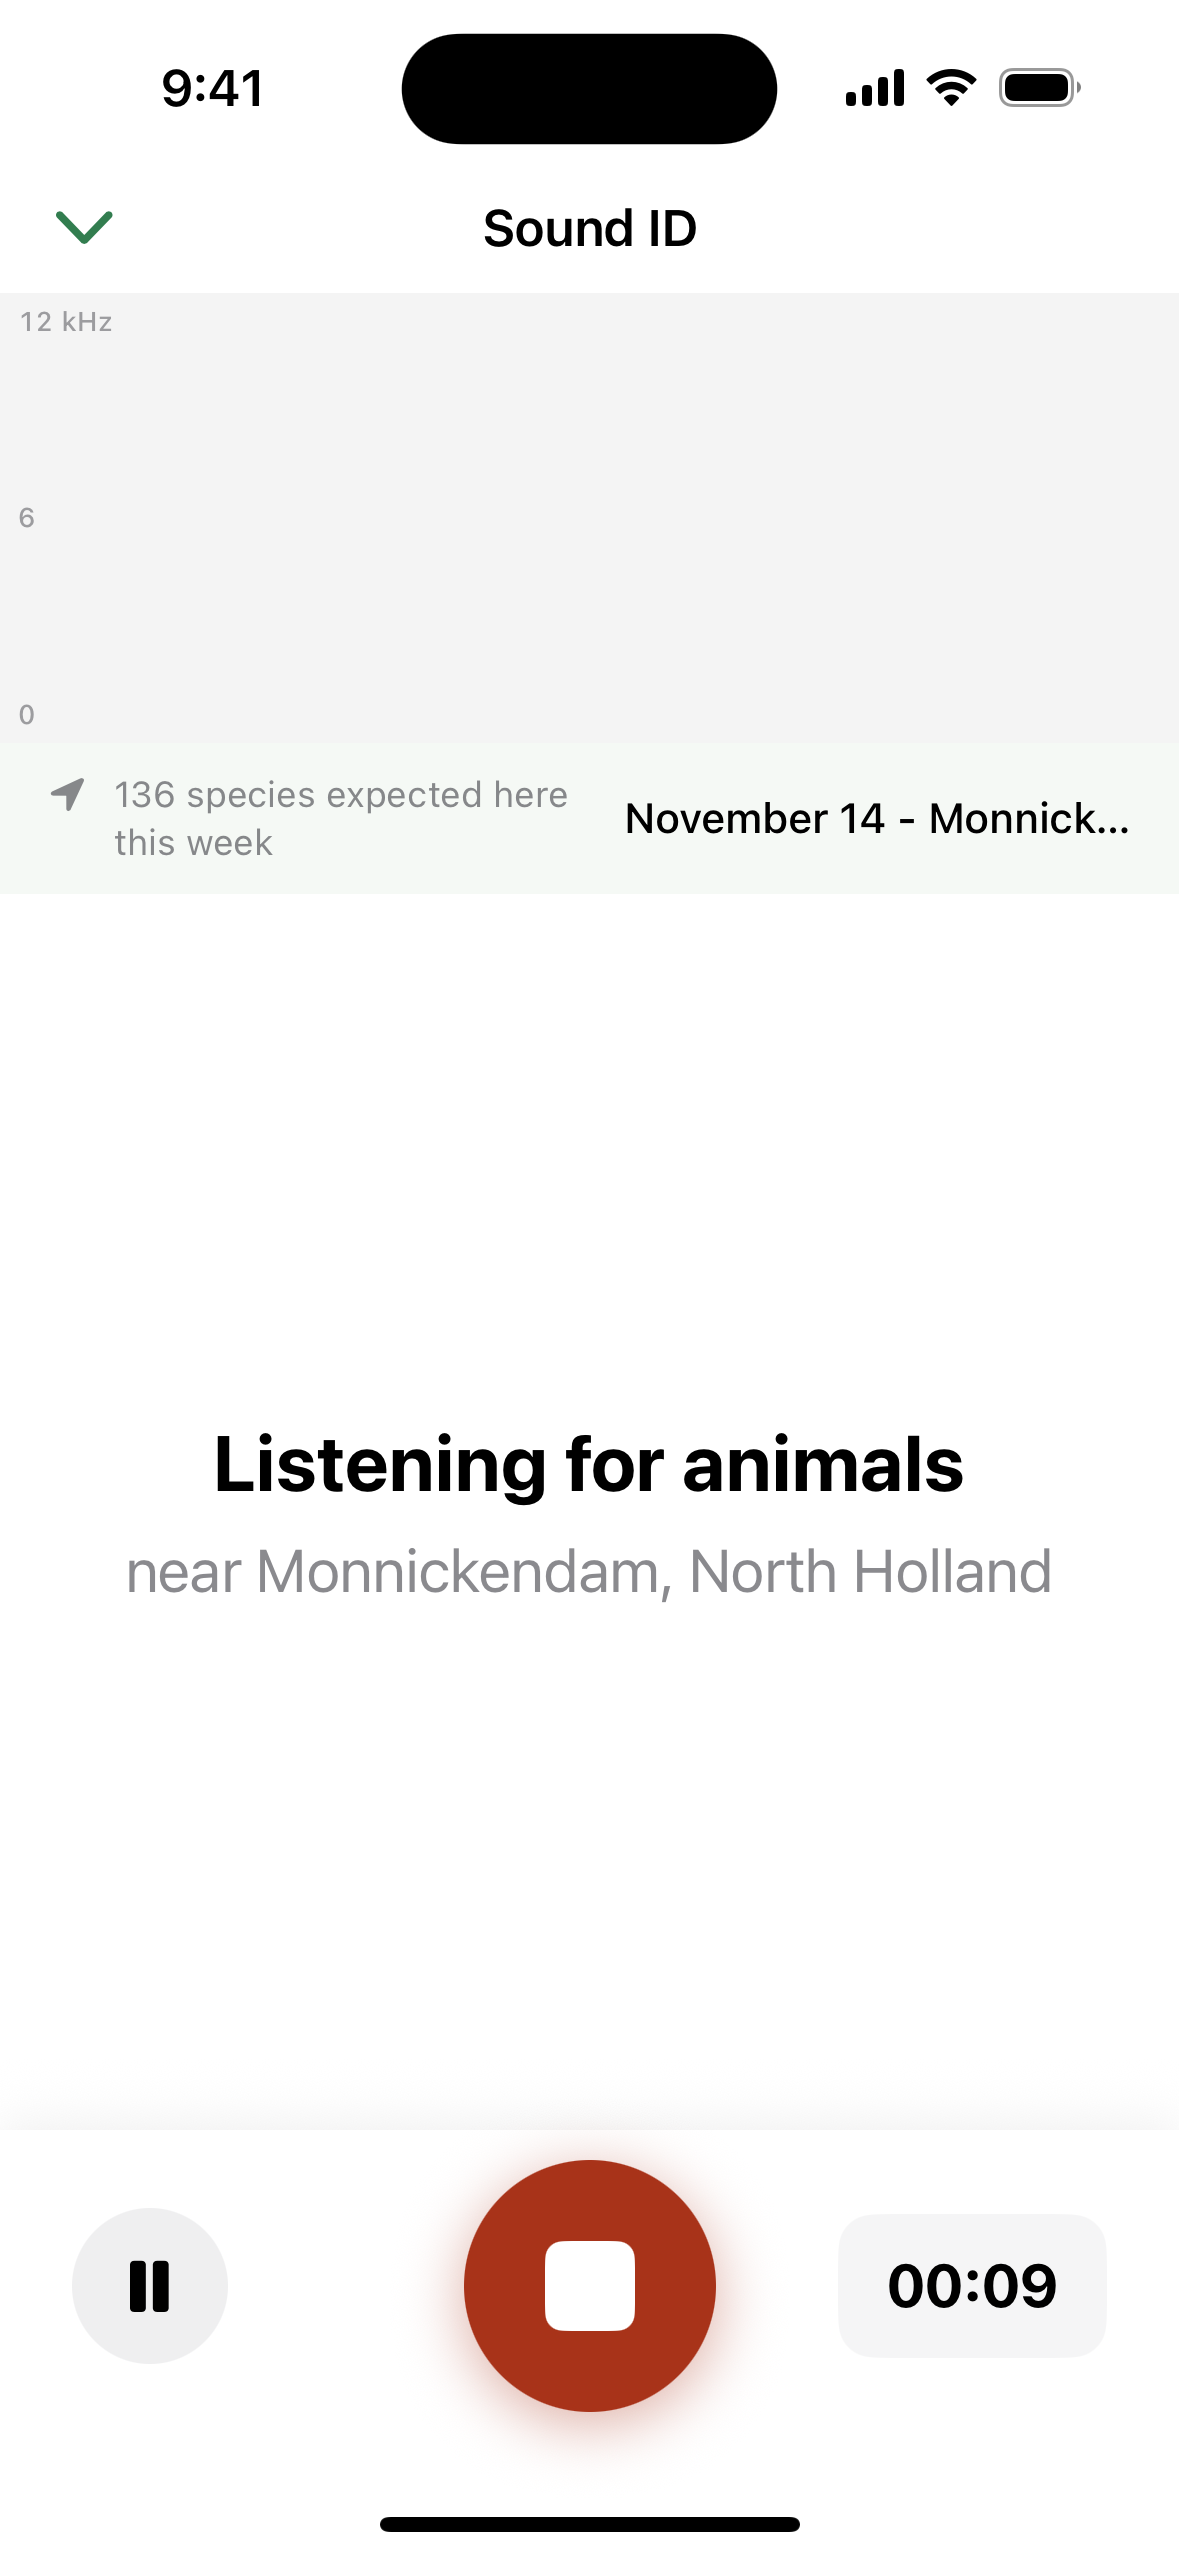 9:41
Sound ID
12 kHz
6
0
136 species expected here
this week
November 14 - Monnick...
Listening for animals
near Monnickendam, North Holland
00:09